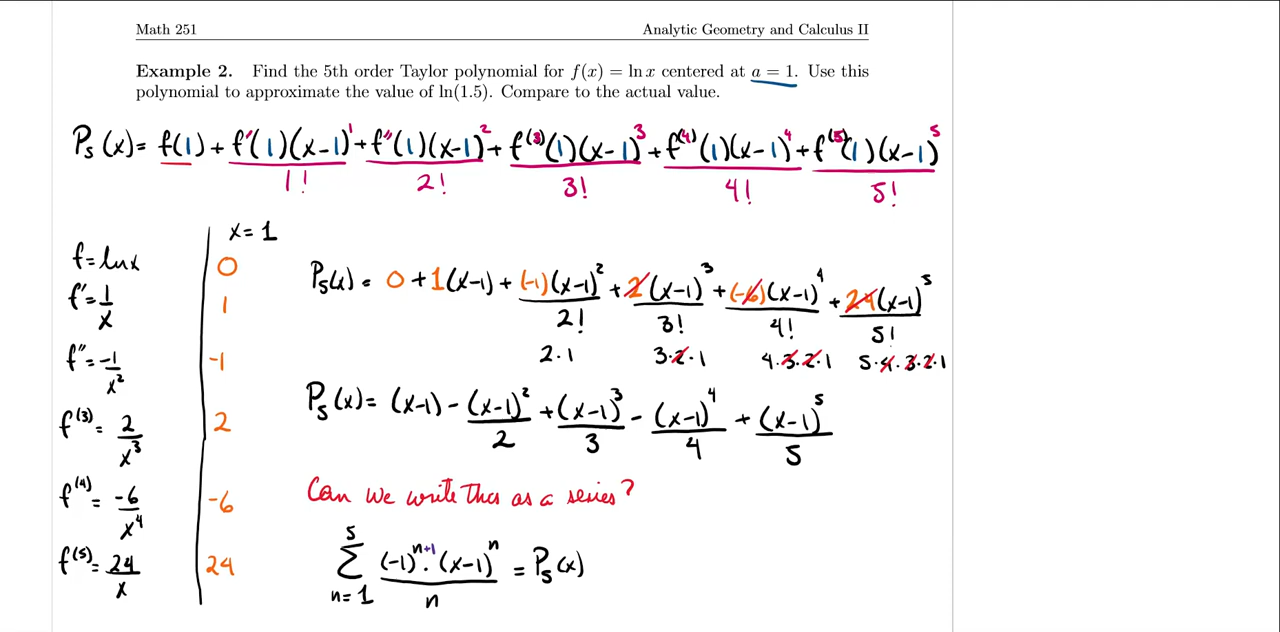 Math 251 Analytic Geometry and Calculus II
Example 2. Find the 5th order Taylor polynomial for f(x) = ln x centered at a = 1. Use this
polynomial to approximate the value of ln(1.5). Compare to the actual value.
P₅(x) = f(1) + f'(1)(x-1)¹/1! + f"(1)(x-1)²/2! + f⁽³⁾(1)(x-1)³/3! + f⁽⁴⁾(1)(x-1)⁴/4! + f⁽⁵⁾(1)(x-1)⁵/5!
x = 1
f = lnx 0
f' = 1/x 1
f" = -1/x² -1
f⁽³⁾ = 2/x³ 2
f⁽⁴⁾ = -6/x⁴ -6
f⁽⁵⁾ = 24/x 24
P₅(x) = 0 + 1(x-1) + (-1)(x-1)²/2! + 2(x-1)³/3! + (-6)(x-1)⁴/4! + 24(x-1)⁵/5!
2·1 3·2·1 4·3·2·1 5·4·3·2·1
P₅(x) = (x-1) - (x-1)²/2 + (x-1)³/3 - (x-1)⁴/4 + (x-1)⁵/5
Can we write this as a series?
5
Σ (-1)ⁿ⁺¹·(x-1)ⁿ/n = P₅(x)
n=1